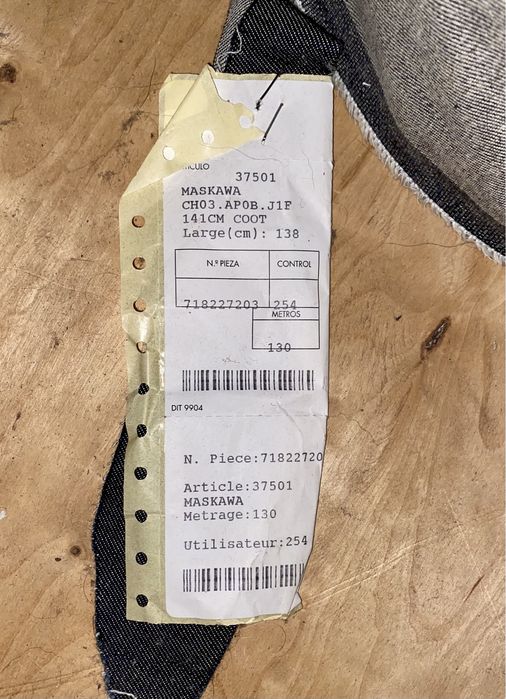 37501
MASKAWA
CH03.AP0B.J1F
141CM COOT
Large(cm): 138
N.º PIEZA CONTROL
718227203 254
METROS
130
DIT 9904
N. Piece:71822720
Article:37501
MASKAWA
Metrage:130
Utilisateur:254